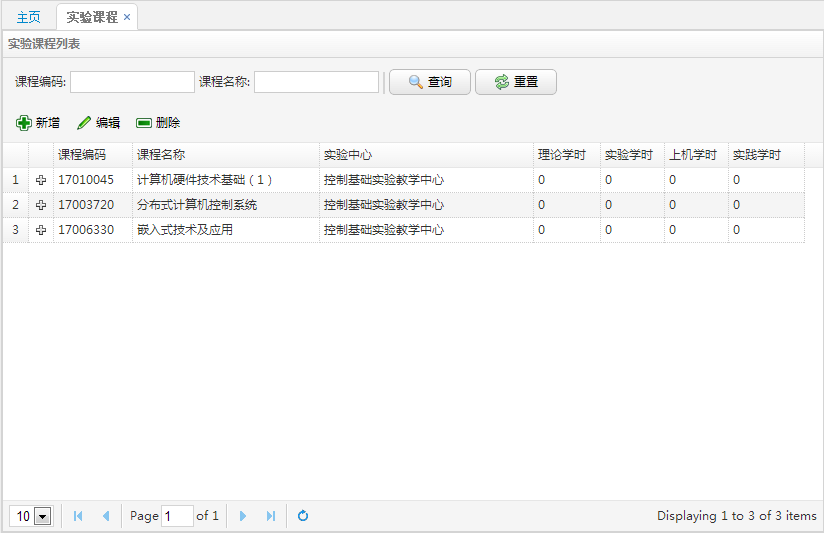 主页 实验课程 ×
实验课程列表
课程编码: 课程名称: 查询 重置
新增 编辑 删除
课程编码 课程名称 实验中心 理论学时 实验学时 上机学时 实践学时
1 17010045 计算机硬件技术基础（1） 控制基础实验教学中心 0 0 0 0
2 17003720 分布式计算机控制系统 控制基础实验教学中心 0 0 0 0
3 17006330 嵌入式技术及应用 控制基础实验教学中心 0 0 0 0
10 Page 1 of 1 Displaying 1 to 3 of 3 items